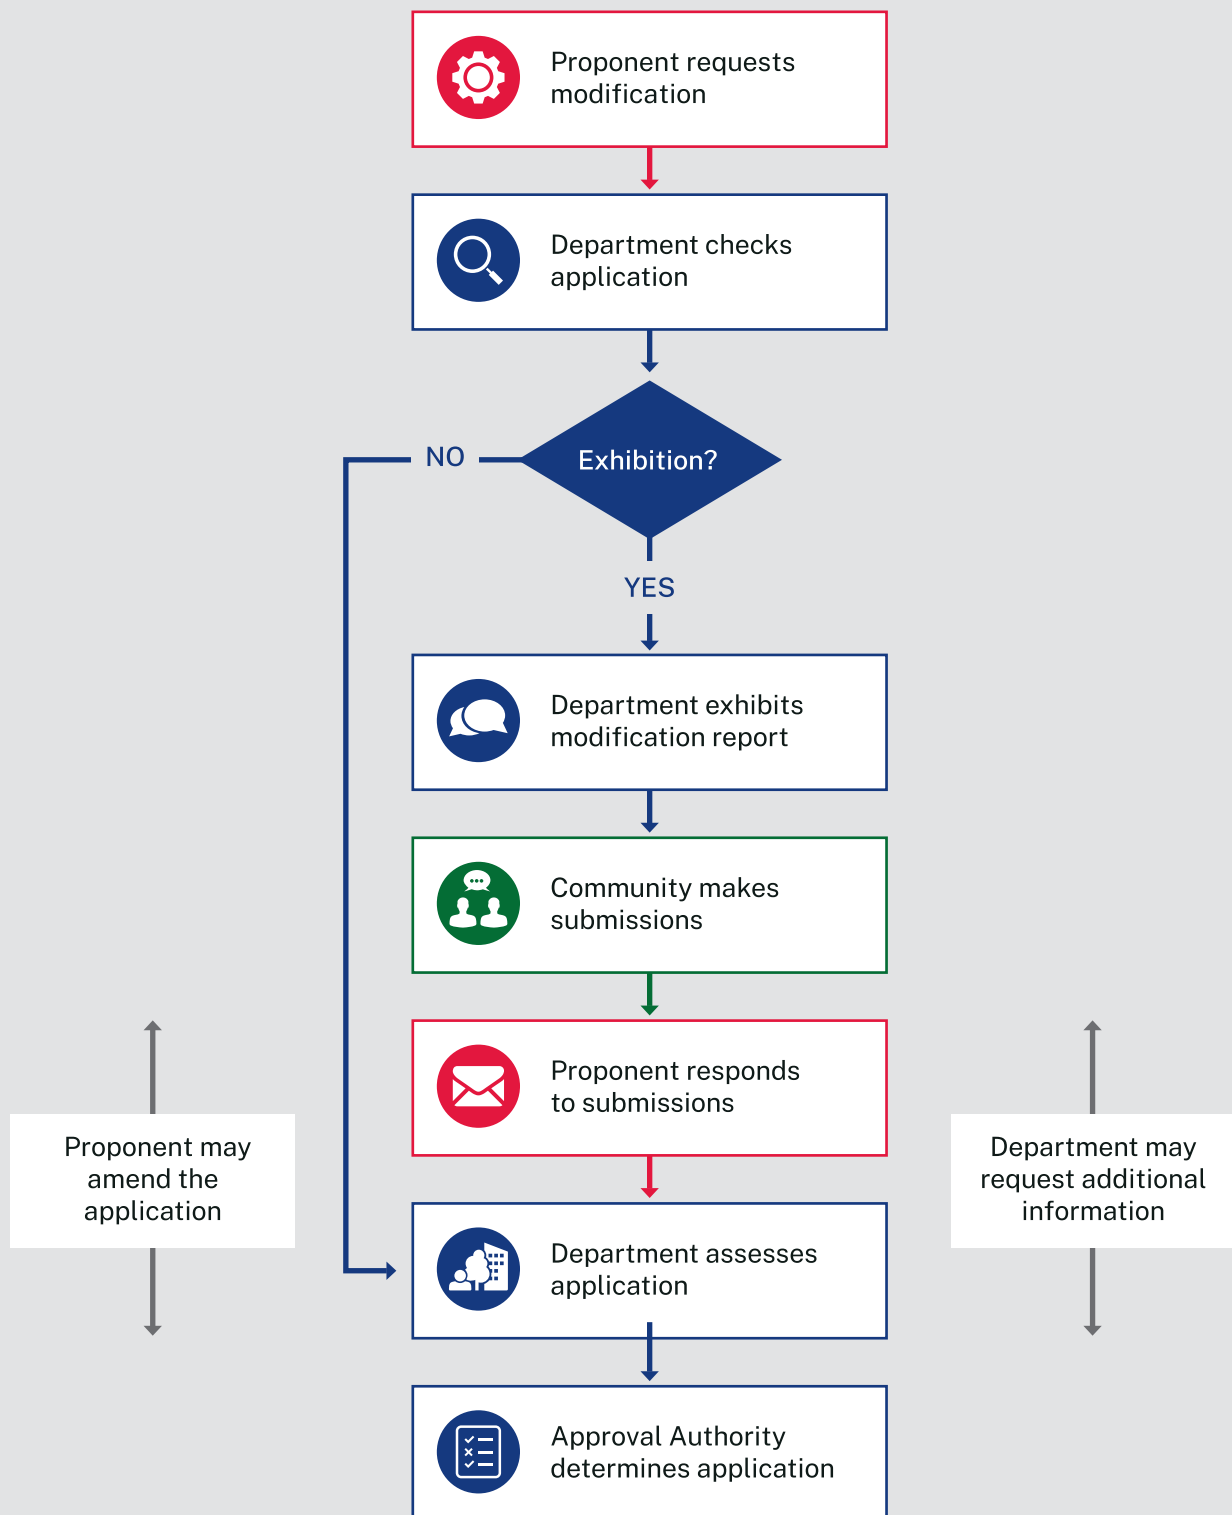 Proponent requests
modification
Department checks
application
Exhibition?
NO
YES
Department exhibits
modification report
Community makes
submissions
Proponent responds
to submissions
Proponent may
amend the
application
Department may
request additional
information
Department assesses
application
Approval Authority
determines application